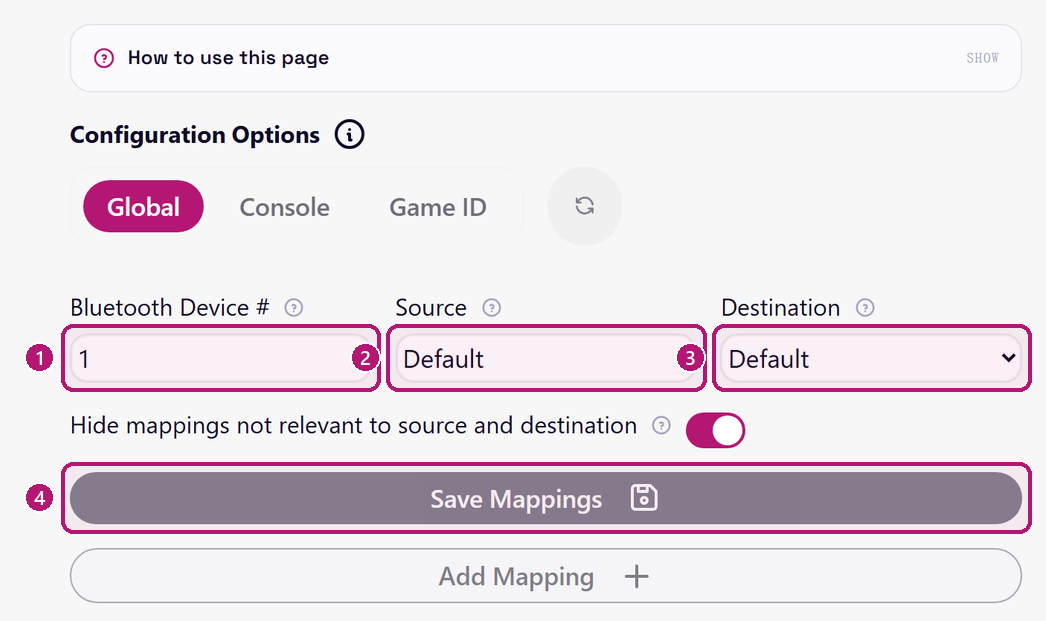 How to use this page SHOW
Configuration Options
Global Console Game ID
Bluetooth Device # Source Destination
1 1 2 Default 3 Default
Hide mappings not relevant to source and destination
4 Save Mappings
Add Mapping